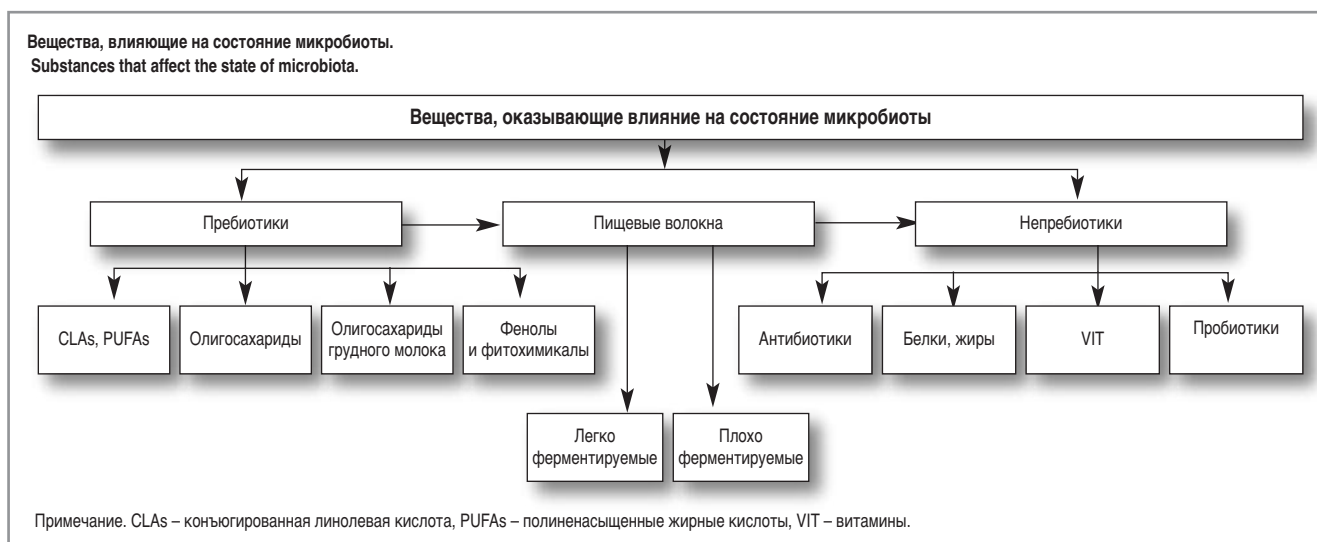 Вещества, влияющие на состояние микробиоты.
Substances that affect the state of microbiota.
Вещества, оказывающие влияние на состояние микробиоты
Пребиотики
Пищевые волокна
Непребиотики
CLAs, PUFAs
Олигосахариды
Олигосахариды
грудного молока
Фенолы
и фитохимикалы
Антибиотики
Белки, жиры
VIT
Пробиотики
Легко
ферментируемые
Плохо
ферментируемые
Примечание. CLAs – конъюгированная линолевая кислота, PUFAs – полиненасыщенные жирные кислоты, VIT – витамины.